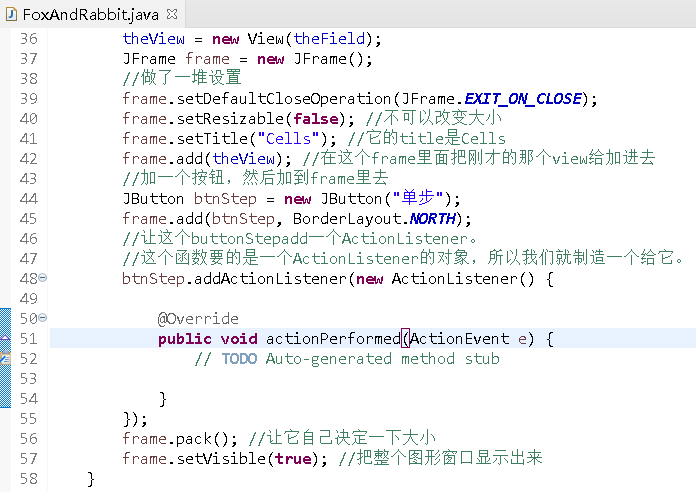 FoxAndRabbit.java
36 theView = new View(theField);
37 JFrame frame = new JFrame();
38 //做了一堆设置
39 frame.setDefaultCloseOperation(JFrame.EXIT_ON_CLOSE);
40 frame.setResizable(false); //不可以改变大小
41 frame.setTitle("Cells"); //它的title是Cells
42 frame.add(theView); //在这个frame里面把刚才的那个view给加进去
43 //加一个按钮，然后加到frame里去
44 JButton btnStep = new JButton("单步");
45 frame.add(btnStep, BorderLayout.NORTH);
46 //让这个buttonStepadd一个ActionListener。
47 //这个函数要的是一个ActionListener的对象，所以我们就制造一个给它。
48 btnStep.addActionListener(new ActionListener() {
49
50 @Override
51 public void actionPerformed(ActionEvent e) {
52 // TODO Auto-generated method stub
53
54 }
55 });
56 frame.pack(); //让它自己决定一下大小
57 frame.setVisible(true); //把整个图形窗口显示出来
58 }